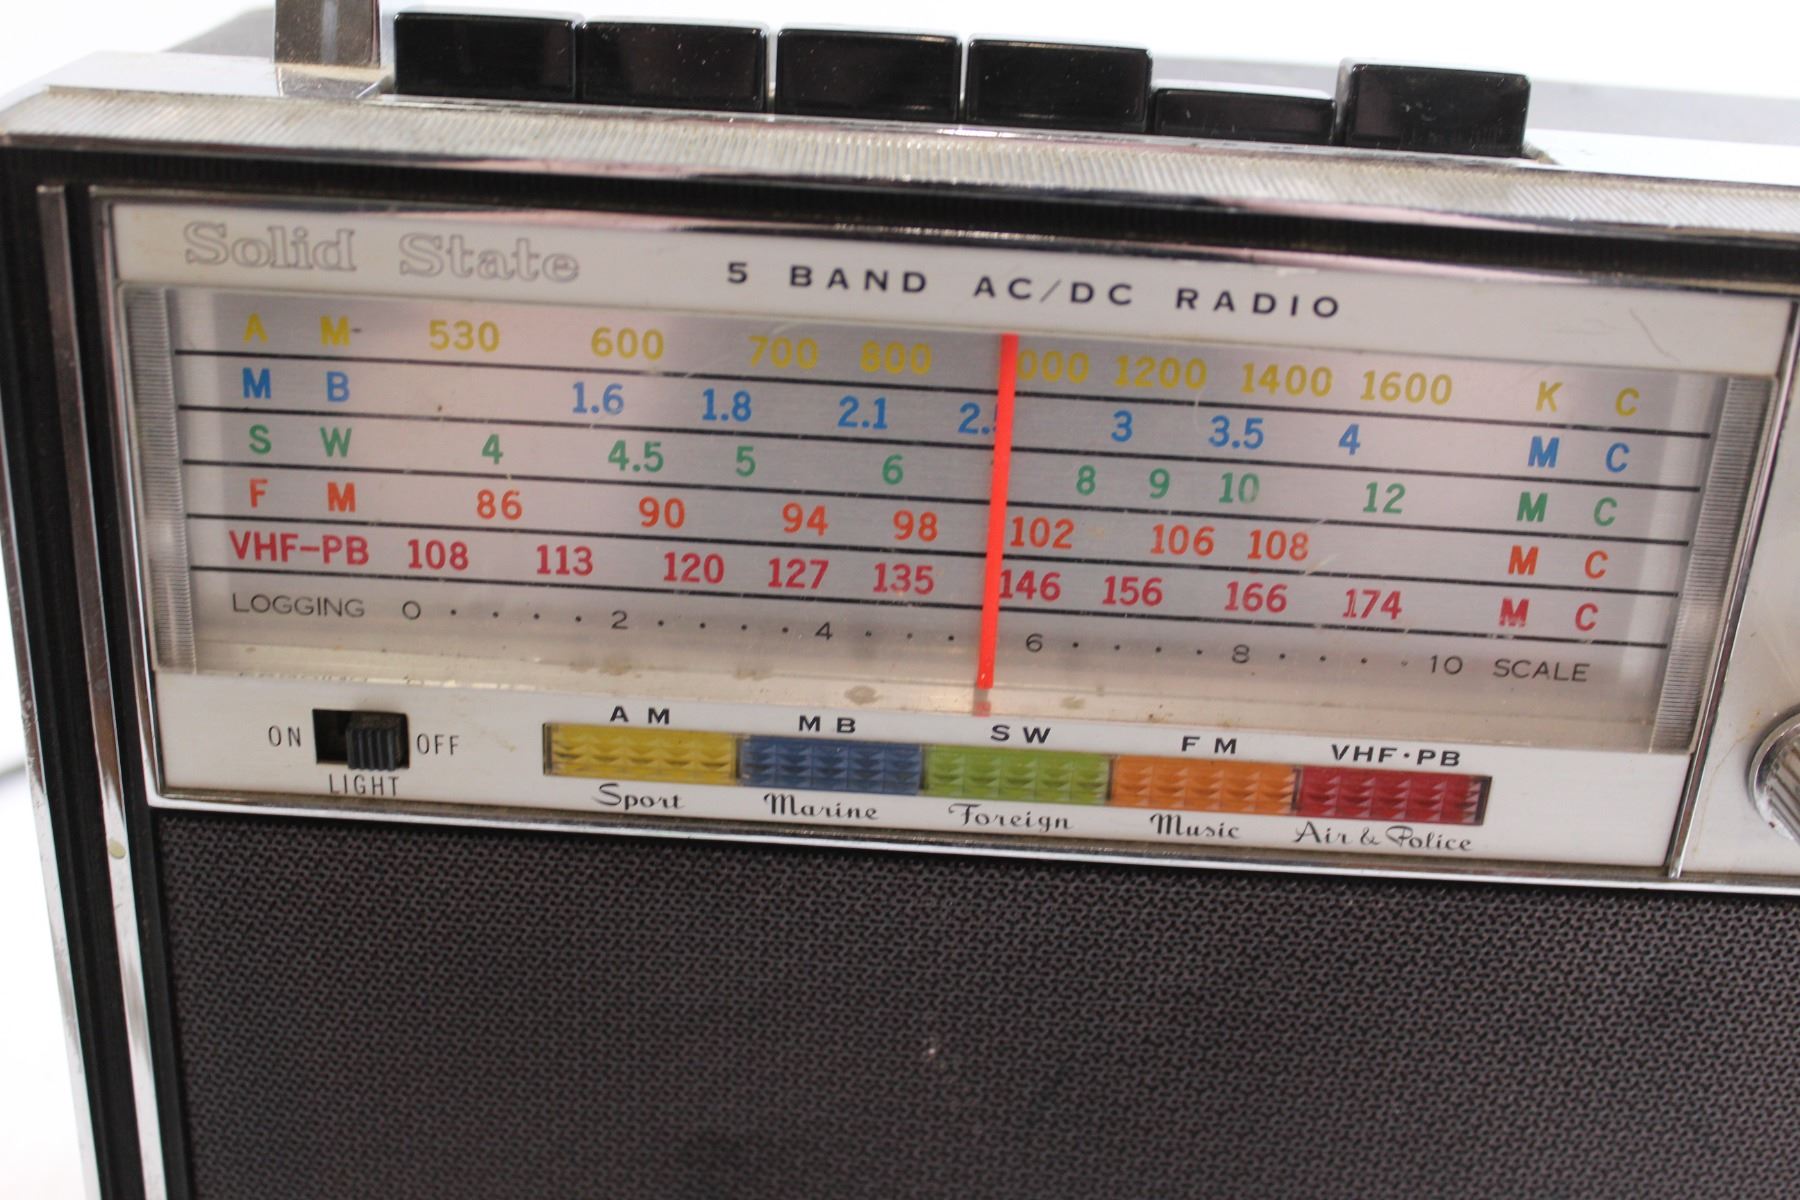 Solid State
5 BAND AC/DC RADIO
A M 530 600 700 800 000 1200 1400 1600 K C
M B 1.6 1.8 2.1 2.5 3 3.5 4 M C
S W 4 4.5 5 6 8 9 10 12 M C
F M 86 90 94 98 102 106 108 M C
VHF-PB 108 113 120 127 135 146 156 166 174 M C
LOGGING 0 2 4 6 8 10 SCALE
ON OFF
LIGHT
AM MB SW FM VHF·PB
Sport Marine Foreign Music Air & Police